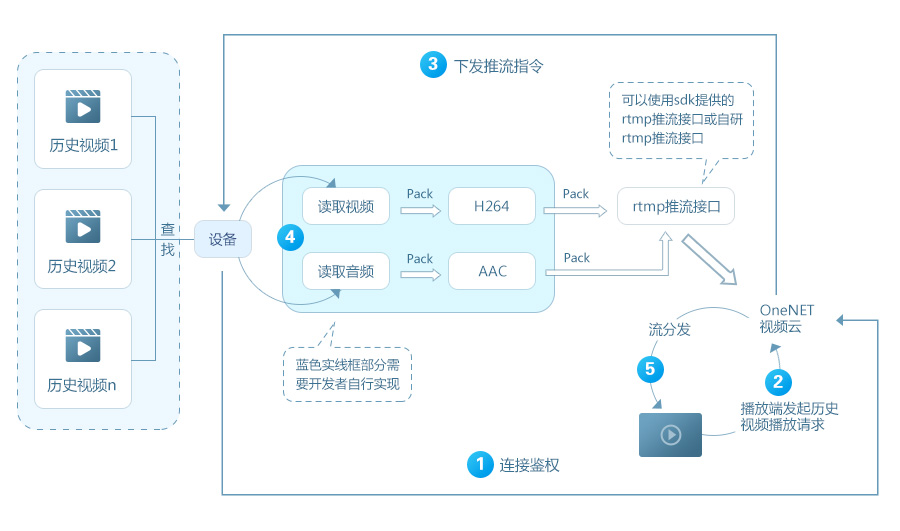 3 下发推流指令
可以使用sdk提供的
rtmp推流接口或自研
rtmp推流接口
历史视频1
历史视频2
历史视频n
查
找
设备
4
读取视频
Pack
H264
Pack
rtmp推流接口
读取音频
Pack
AAC
Pack
蓝色实线框部分需
要开发者自行实现
OneNET
视频云
流分发
5
2
播放端发起历史
视频播放请求
1 连接鉴权